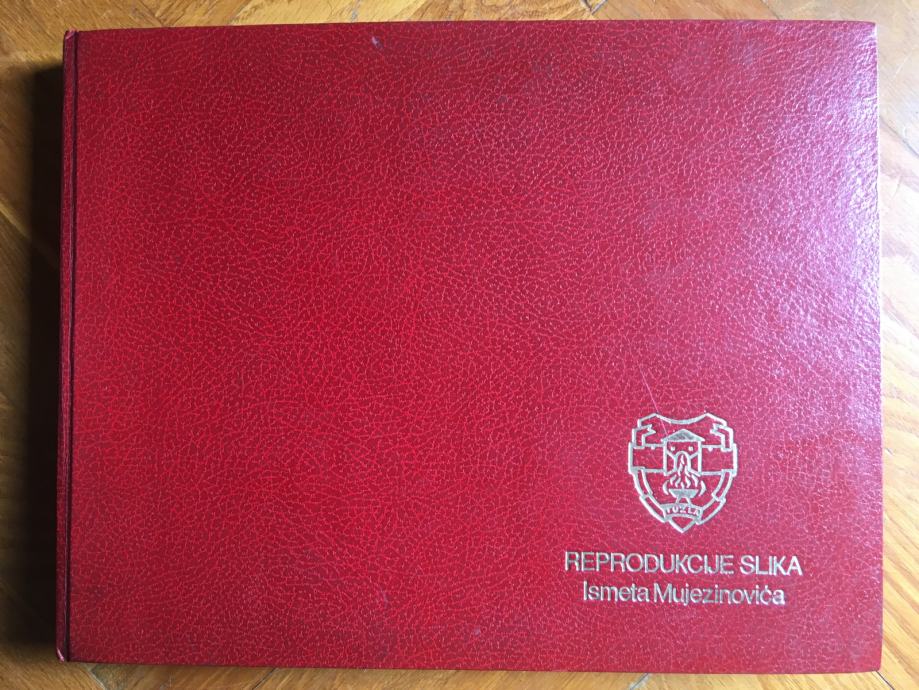 TUZLA
REPRODUKCIJE SLIKA
Ismeta Mujezinovića